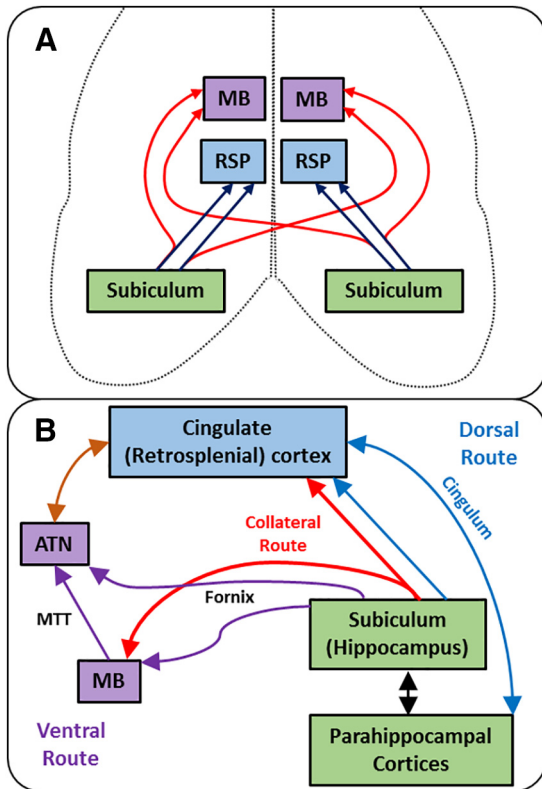 A
MB
MB
RSP
RSP
Subiculum
Subiculum
B
Cingulate
(Retrosplenial) cortex
Dorsal
Route
Cingulum
Collateral
Route
ATN
MTT
Fornix
Subiculum
(Hippocampus)
MB
Ventral
Route
Parahippocampal
Cortices